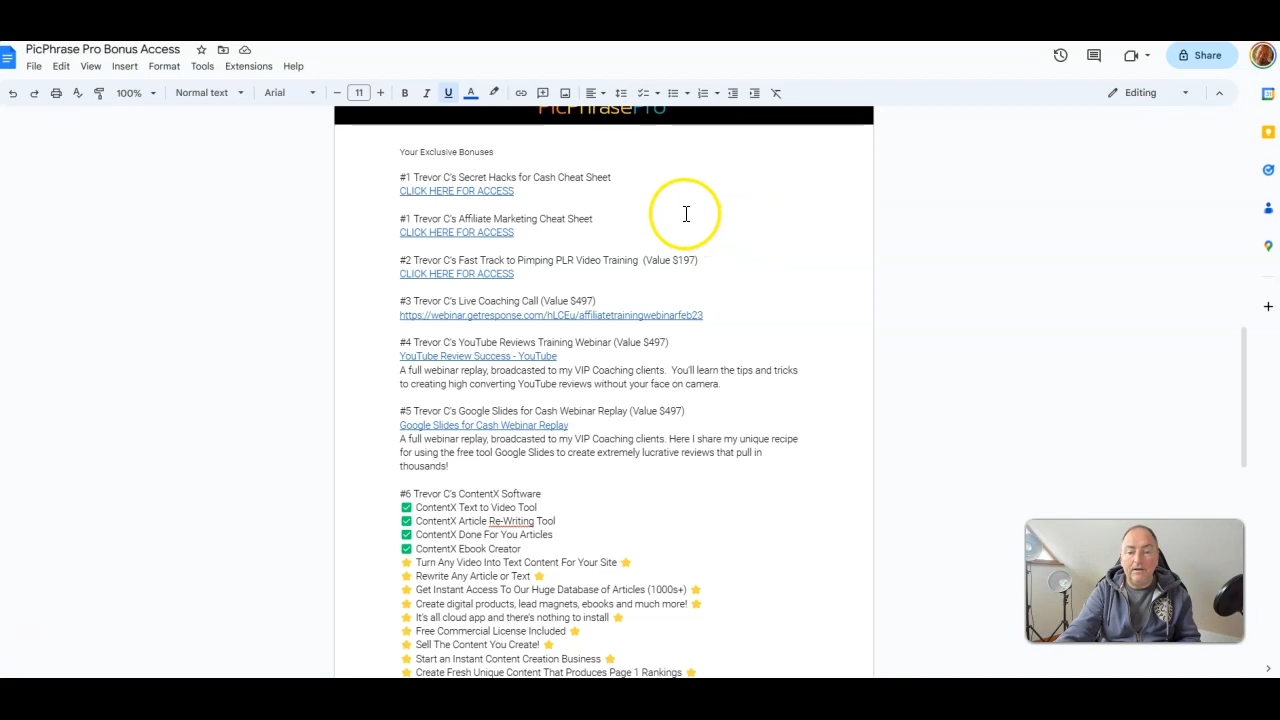 PicPhrase Pro Bonus Access
File Edit View Insert Format Tools Extensions Help
Share
100% Normal text Arial 11 Editing
PicPhrasePro
Your Exclusive Bonuses
#1 Trevor C's Secret Hacks for Cash Cheat Sheet
CLICK HERE FOR ACCESS
#1 Trevor C's Affiliate Marketing Cheat Sheet
CLICK HERE FOR ACCESS
#2 Trevor C's Fast Track to Pimping PLR Video Training (Value $197)
CLICK HERE FOR ACCESS
#3 Trevor C's Live Coaching Call (Value $497)
https://webinar.getresponse.com/hLCEu/affiliatetrainingwebinarfeb23
#4 Trevor C's YouTube Reviews Training Webinar (Value $497)
YouTube Review Success - YouTube
A full webinar replay, broadcasted to my VIP Coaching clients. You'll learn the tips and tricks
to creating high converting YouTube reviews without your face on camera.
#5 Trevor C's Google Slides for Cash Webinar Replay (Value $497)
Google Slides for Cash Webinar Replay
A full webinar replay, broadcasted to my VIP Coaching clients. Here I share my unique recipe
for using the free tool Google Slides to create extremely lucrative reviews that pull in
thousands!
#6 Trevor C's ContentX Software
ContentX Text to Video Tool
ContentX Article Re-Writing Tool
ContentX Done For You Articles
ContentX Ebook Creator
Turn Any Video Into Text Content For Your Site
Rewrite Any Article or Text
Get Instant Access To Our Huge Database of Articles (1000s+)
Create digital products, lead magnets, ebooks and much more!
It's all cloud app and there's nothing to install
Free Commercial License Included
Sell The Content You Create!
Start an Instant Content Creation Business
Create Fresh Unique Content That Produces Page 1 Rankings